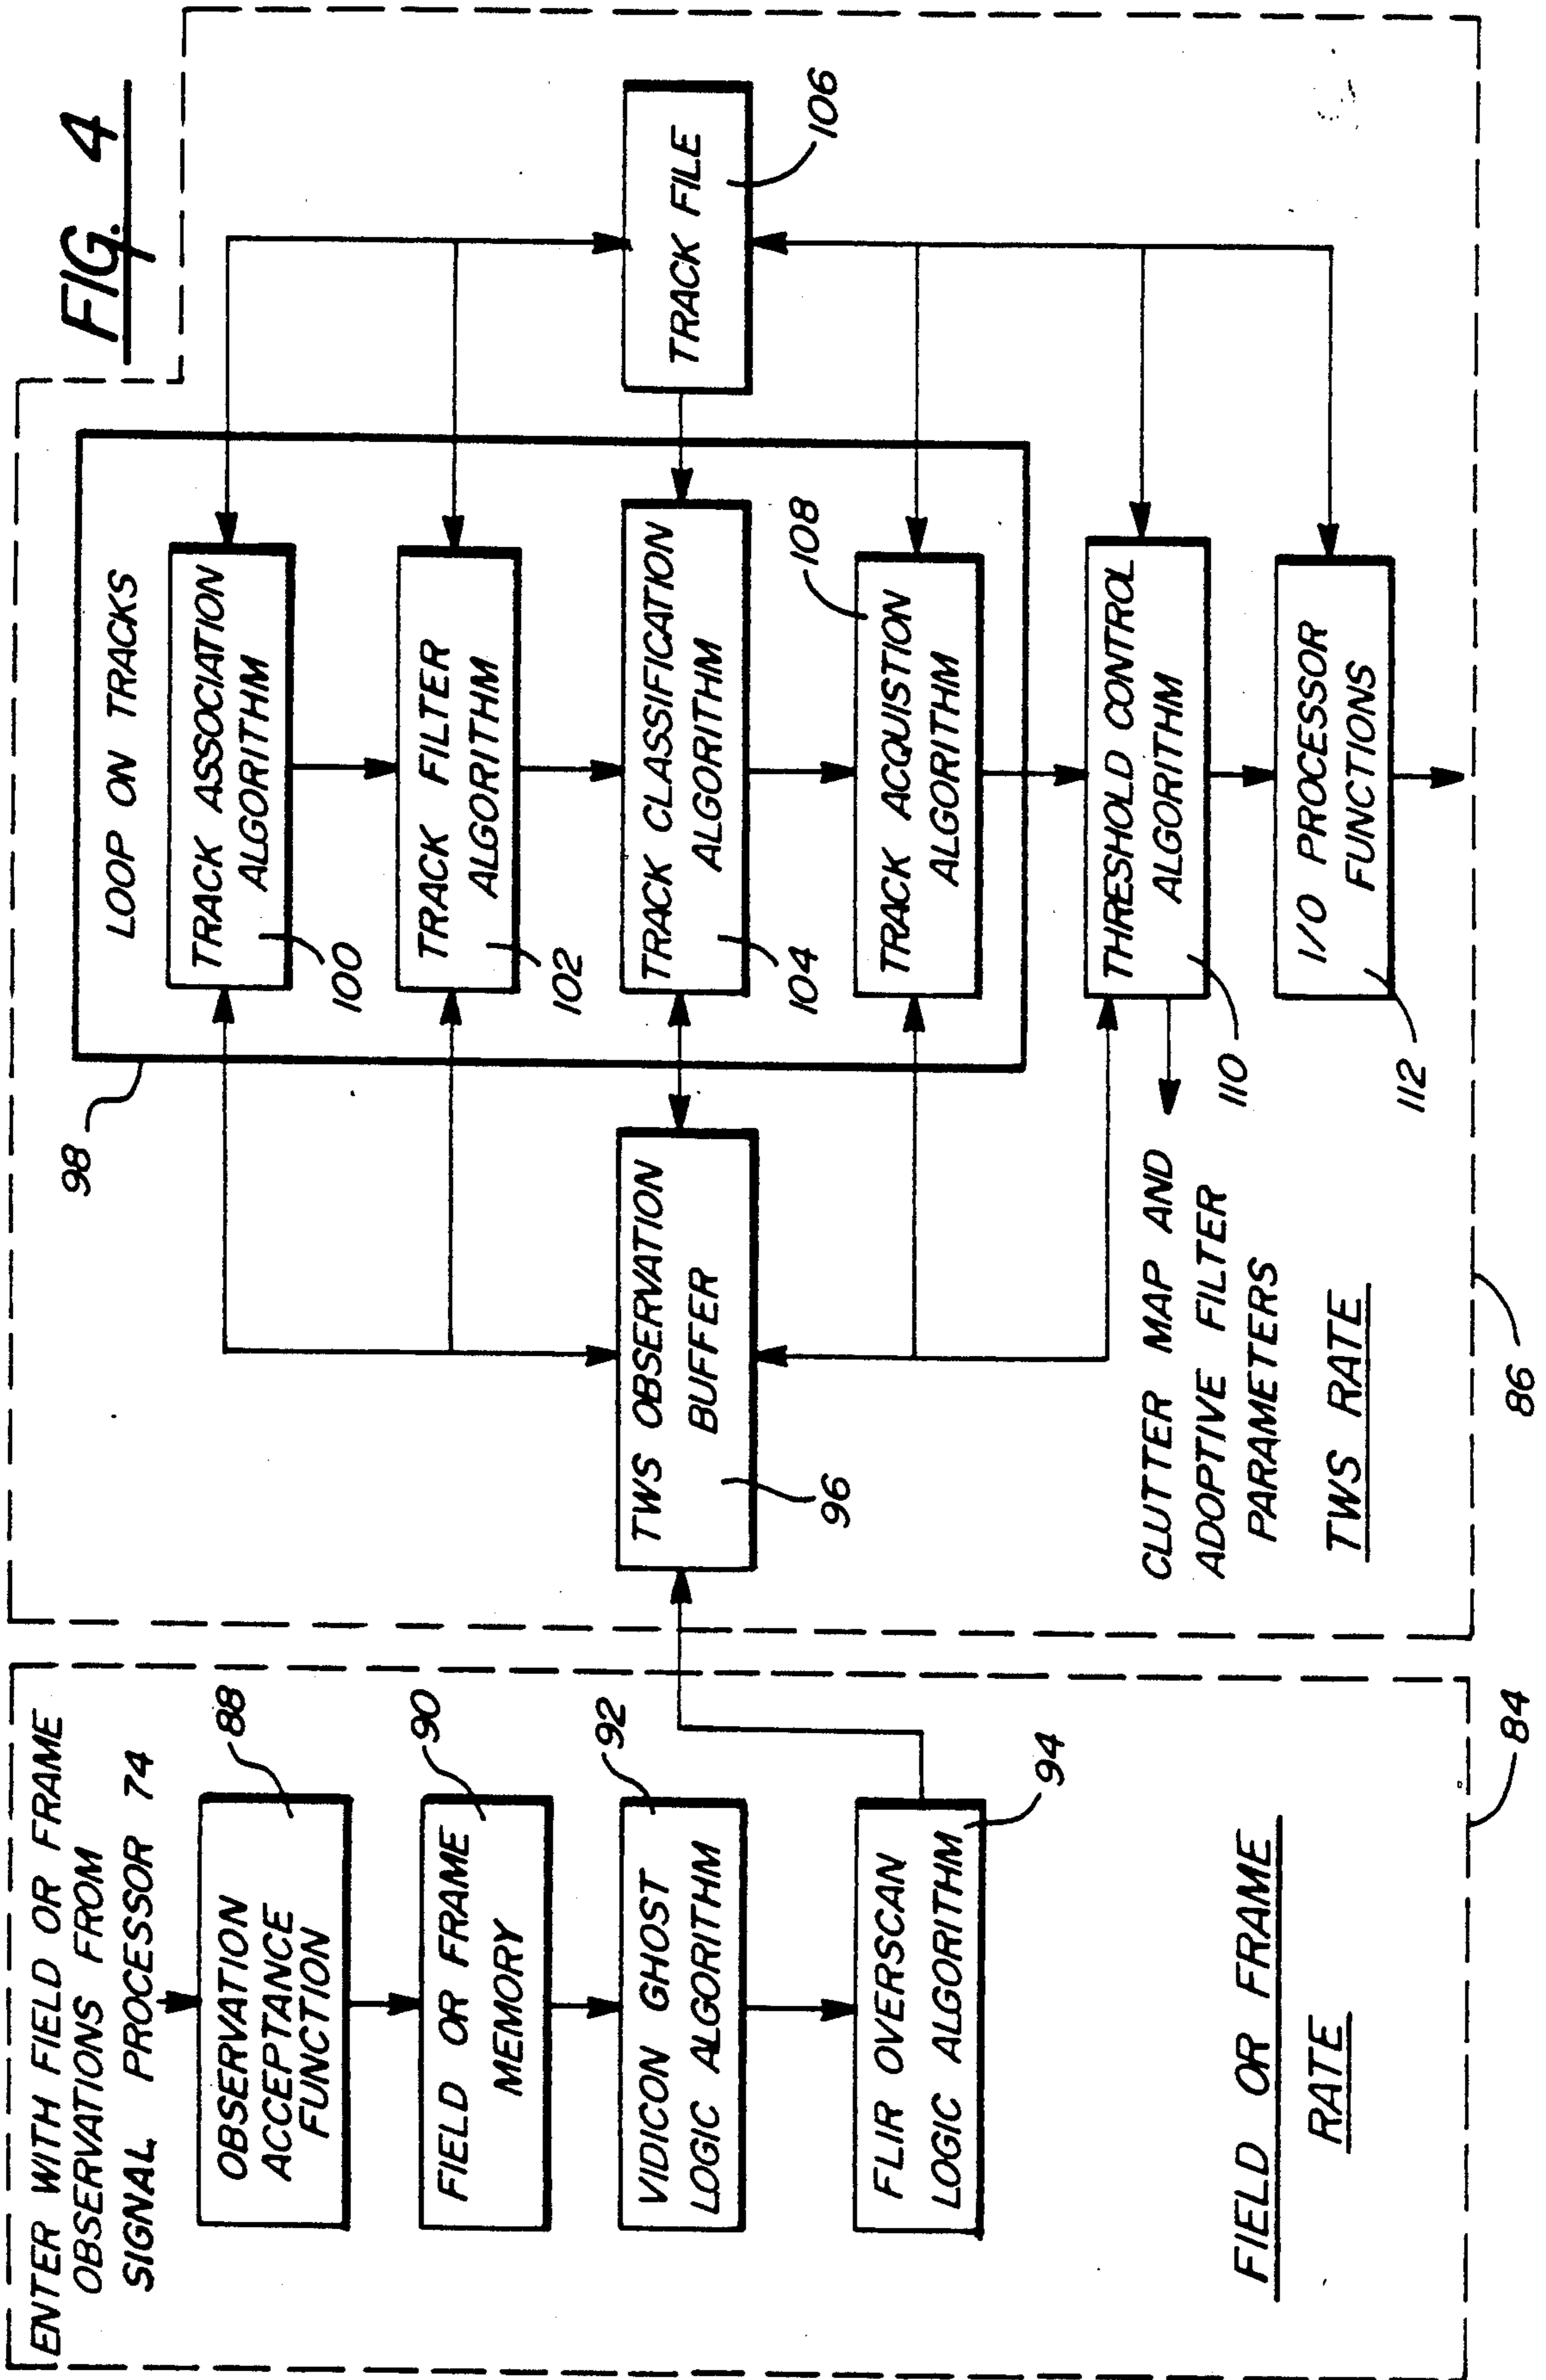 FIG. 4
ENTER WITH FIELD OR FRAME
OBSERVATIONS FROM
SIGNAL PROCESSOR 74
OBSERVATION
ACCEPTANCE
FUNCTION
88
FIELD OR FRAME
MEMORY
90
VIDICON GHOST
LOGIC ALGORITHM
92
FLIR OVERSCAN
LOGIC ALGORITHM
94
FIELD OR FRAME
RATE
84
TWS OBSERVATION
BUFFER
96
98
LOOP ON TRACKS
TRACK ASSOCIATION
ALGORITHM
100
TRACK FILTER
ALGORITHM
102
TRACK CLASSIFICATION
ALGORITHM
104
TRACK ACQUISTION
ALGORITHM
108
TRACK FILE
106
THRESHOLD CONTROL
ALGORITHM
110
I/O PROCESSOR
FUNCTIONS
112
CLUTTER MAP AND
ADOPTIVE FILTER
PARAMETERS
TWS RATE
86